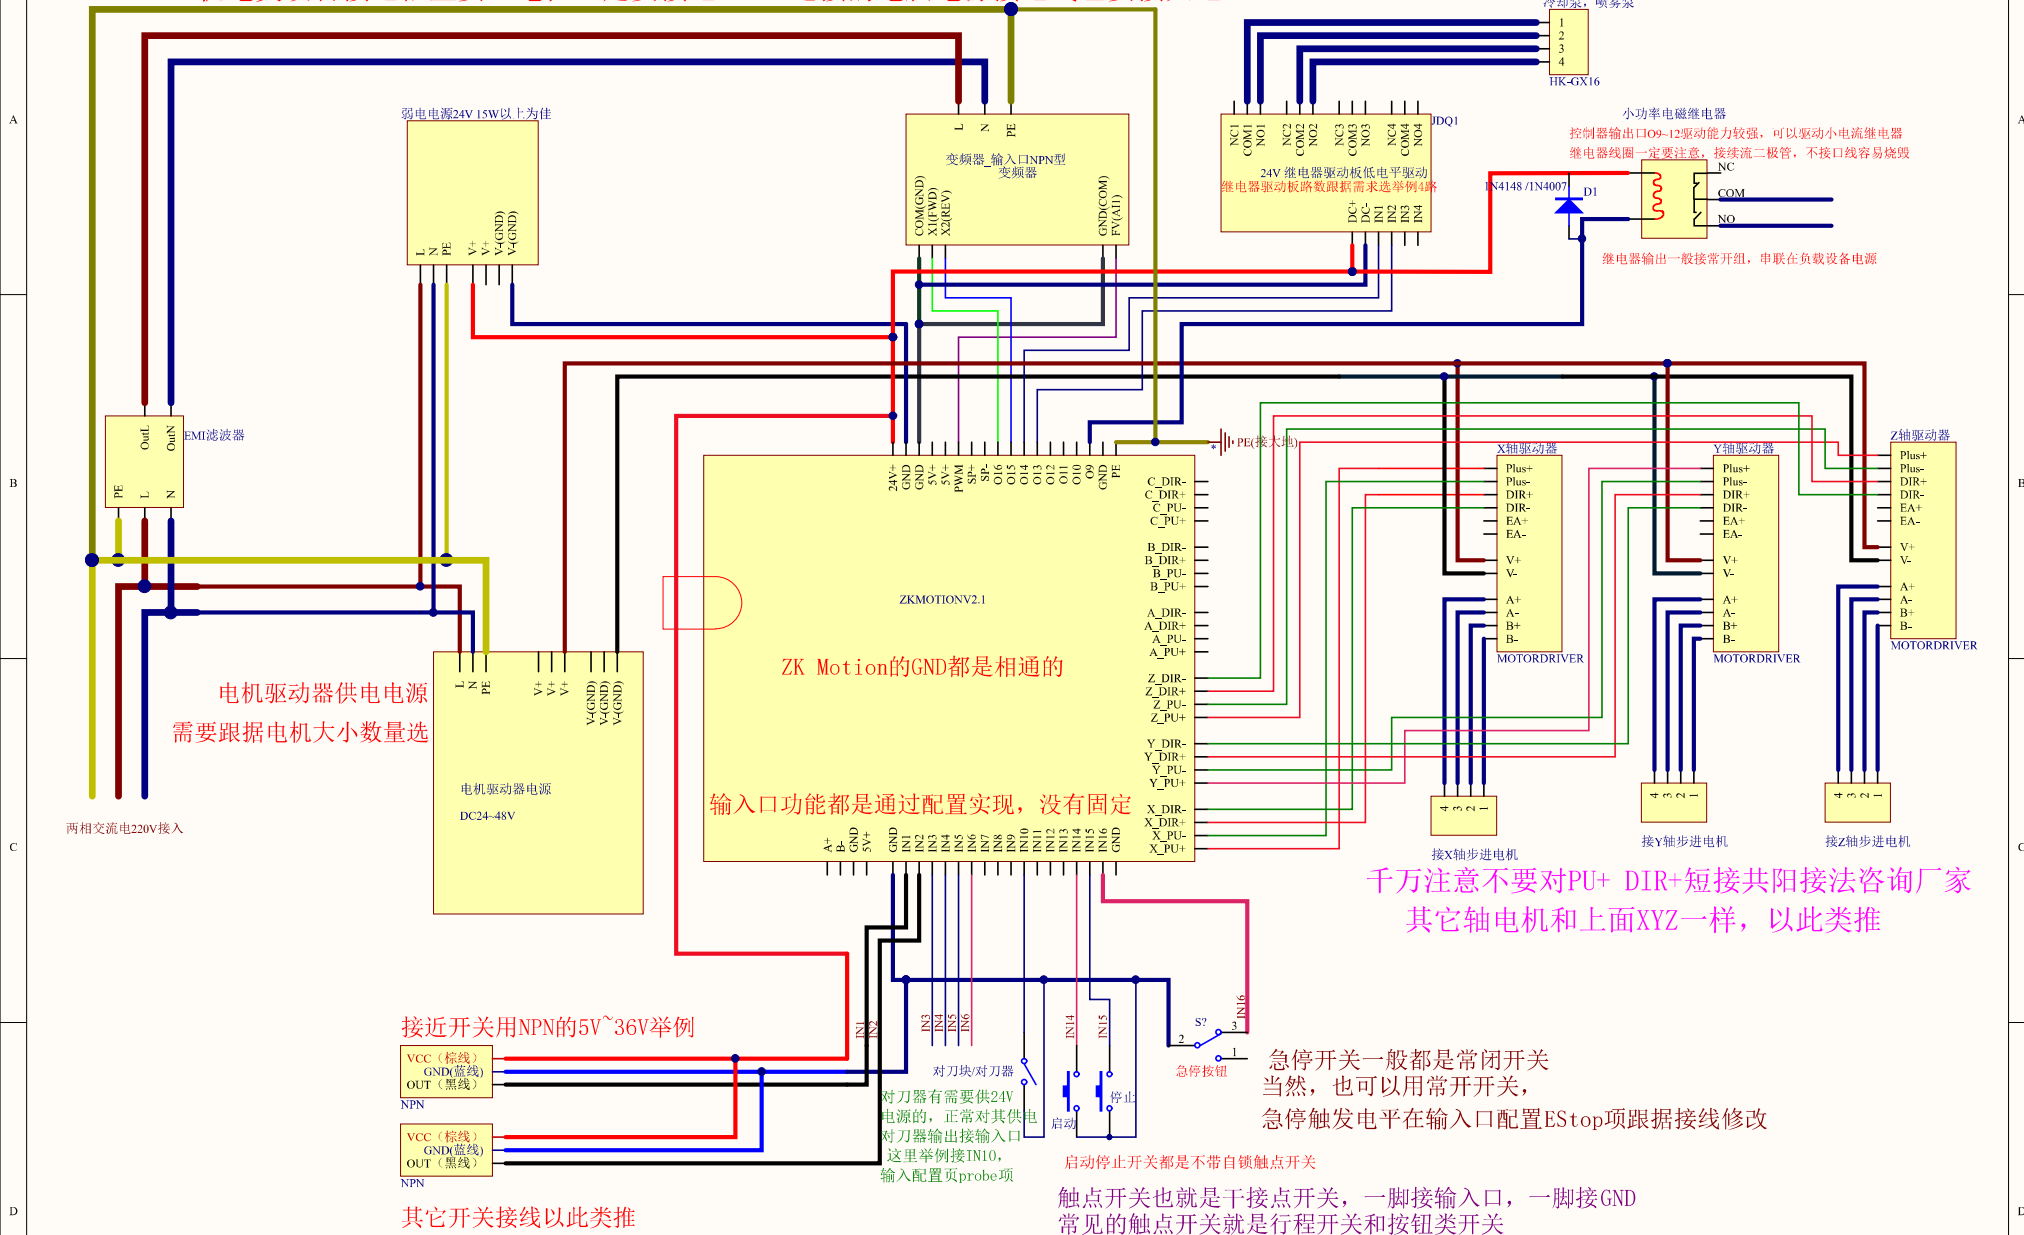 冷却泵，喷雾泵
1
2
3
4
HK-GX16
A
A
弱电电源24V 15W以上为佳
L
N
PE
V+
V+
V-(GND)
V-(GND)
L
N
PE
变频器_输入口NPN型
变频器
COM(GND)
X1(FWD)
X2(REV)
GND(COM)
FV(AI1)
NC1
COM1
NO1
NC2
COM2
NO2
NC3
COM3
NO3
NC4
COM4
NO4
JDQ1
24V 继电器驱动板低电平驱动
继电器驱动板路数跟据需求选举例4路
DC+
DC-
IN1
IN2
IN3
IN4
小功率电磁继电器
控制器输出口O9~12驱动能力较强，可以驱动小电流继电器
继电器线圈一定要注意，接续流二极管，不接口线容易烧毁
1N4148 /1N4007
D1
NC
COM
NO
继电器输出一般接常开组，串联在负载设备电源
OutL
OutN
EMI滤波器
PE
L
N
B
B
24V+
GND
GND
5V+
5V+
PWM
SP+
SP-
O16
O15
O14
O13
O12
O11
O10
O9
GND
PE
*
PE(接大地)
C_DIR-
C_DIR+
C_PU-
C_PU+
B_DIR-
B_DIR+
B_PU-
B_PU+
A_DIR-
A_DIR+
A_PU-
A_PU+
Z_DIR-
Z_DIR+
Z_PU-
Z_PU+
Y_DIR-
Y_DIR+
Y_PU-
Y_PU+
X_DIR-
X_DIR+
X_PU-
X_PU+
ZKMOTIONV2.1
ZK Motion的GND都是相通的
输入口功能都是通过配置实现，没有固定
A+
B-
GND
5V+
GND
IN1
IN2
IN3
IN4
IN5
IN6
IN7
IN8
IN9
IN10
IN11
IN12
IN13
IN14
IN15
IN16
GND
X轴驱动器
Plus+
Plus-
DIR+
DIR-
EA+
EA-
V+
V-
A+
A-
B+
B-
MOTORDRIVER
Y轴驱动器
Plus+
Plus-
DIR+
DIR-
EA+
EA-
V+
V-
A+
A-
B+
B-
MOTORDRIVER
Z轴驱动器
Plus+
Plus-
DIR+
DIR-
EA+
EA-
V+
V-
A+
A-
B+
B-
MOTORDRIVER
4
3
2
1
接X轴步进电机
4
3
2
1
接Y轴步进电机
4
3
2
1
接Z轴步进电机
千万注意不要对PU+ DIR+短接共阳接法咨询厂家
其它轴电机和上面XYZ一样，以此类推
电机驱动器供电电源
需要跟据电机大小数量选
L
N
PE
V+
V+
V+
V-(GND)
V-(GND)
V-(GND)
电机驱动器电源
DC24~48V
两相交流电220V接入
C
接近开关用NPN的5V~36V举例
VCC（棕线）
GND(蓝线)
OUT（黑线）
NPN
VCC（棕线）
GND(蓝线)
OUT（黑线）
NPN
其它开关接线以此类推
IN1
IN2
IN3
IN4
IN5
IN6
IN14
IN15
IN16
对刀块/对刀器
对刀器有需要供24V
电源的，正常对其供电
对刀器输出接输入口
这里举例接IN10，
输入配置页probe项
启动
停止
S?
2
3
1
急停按钮
急停开关一般都是常闭开关
当然，也可以用常开开关，
急停触发电平在输入口配置EStop项跟据接线修改
启动停止开关都是不带自锁触点开关
触点开关也就是干接点开关，一脚接输入口，一脚接GND
常见的触点开关就是行程开关和按钮类开关
D
D